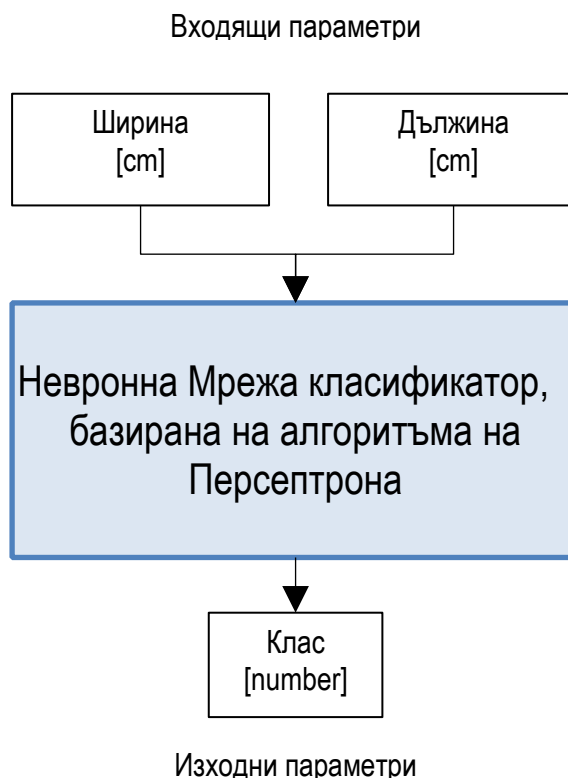 Входящи параметри
Ширина
[cm]
Дължина
[cm]
Невронна Мрежа класификатор,
базирана на алгоритъма на
Персептрона
Клас
[number]
Изходни параметри